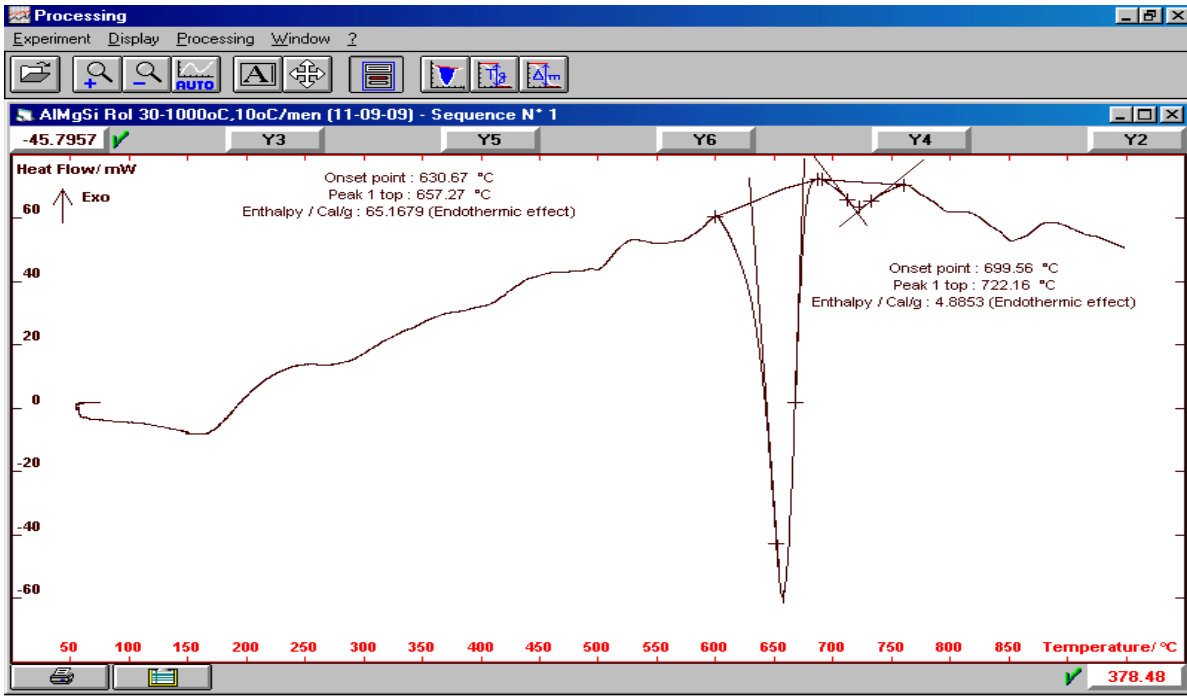 Processing
Experiment Display Processing Window ?
AUTO A Tg Δm
AlMgSi Rol 30-1000oC,10oC/men (11-09-09) - Sequence N° 1
-45.7957 Y3 Y5 Y6 Y4 Y2
Heat Flow/ mW
Exo
Onset point : 630.67 °C
Peak 1 top : 657.27 °C
Enthalpy / Cal/g : 65.1679 (Endothermic effect)
60
40
20
0
-20
-40
-60
Onset point : 699.56 °C
Peak 1 top : 722.16 °C
Enthalpy / Cal/g : 4.8853 (Endothermic effect)
50 100 150 200 250 300 350 400 450 500 550 600 650 700 750 800 850 Temperature/ °C
378.48